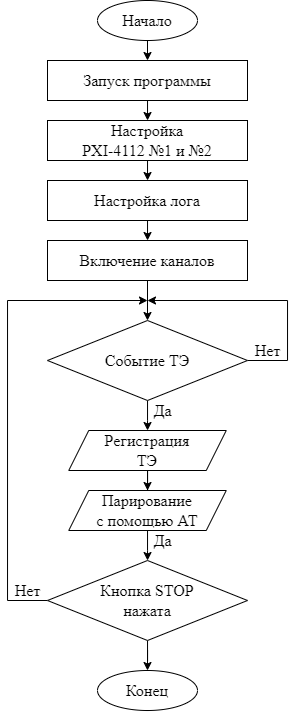 Начало
Запуск программы
Настройка
PXI-4112 №1 и №2
Настройка лога
Включение каналов
Событие ТЭ
Нет
Да
Регистрация
ТЭ
Парирование
с помощью АТ
Да
Нет
Кнопка STOP
нажата
Конец